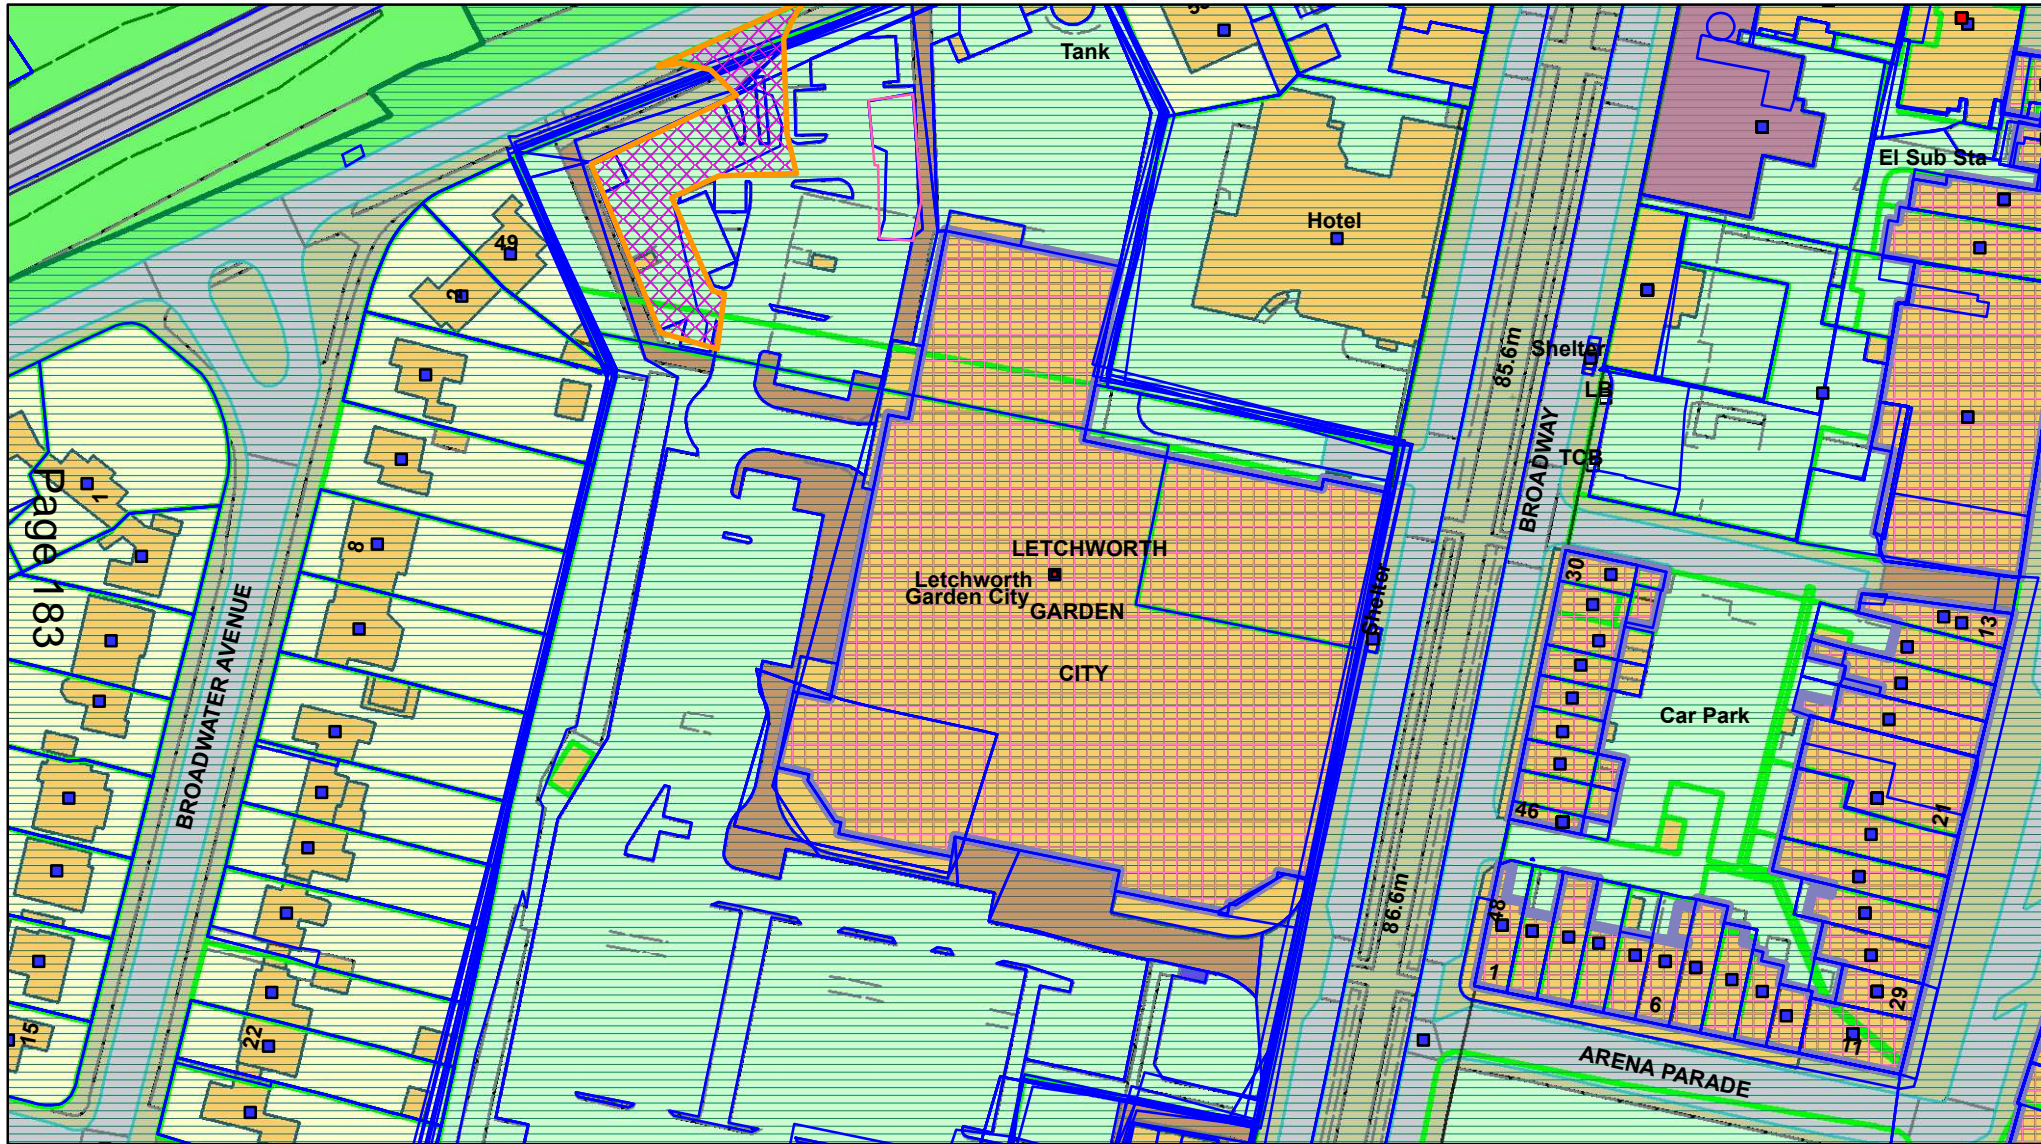 Tank
El Sub Sta
Hotel
49
2
85.6m
Shelter
LB
BROADWAY
TCB
Page 183
1
8
LETCHWORTH
Letchworth
Garden City
GARDEN
CITY
Shelter
30
13
BROADWATER AVENUE
Car Park
46
21
86.6m
48
1
6
29
11
15
22
ARENA PARADE